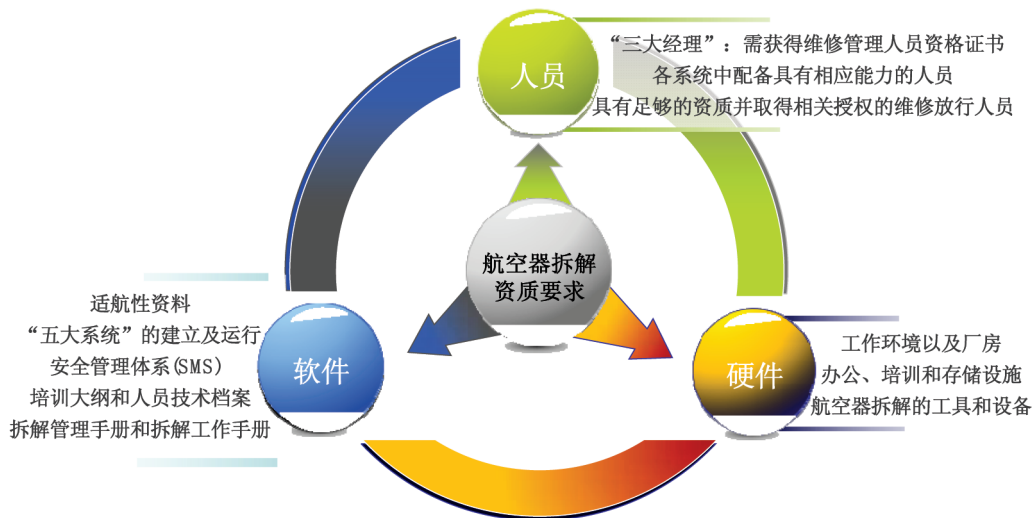 人员
“三大经理”：需获得维修管理人员资格证书
各系统中配备具有相应能力的人员
具有足够的资质并取得相关授权的维修放行人员
航空器拆解
资质要求
适航性资料
“五大系统”的建立及运行
安全管理体系(SMS)
培训大纲和人员技术档案
拆解管理手册和拆解工作手册
软件
硬件
工作环境以及厂房
办公、培训和存储设施
航空器拆解的工具和设备